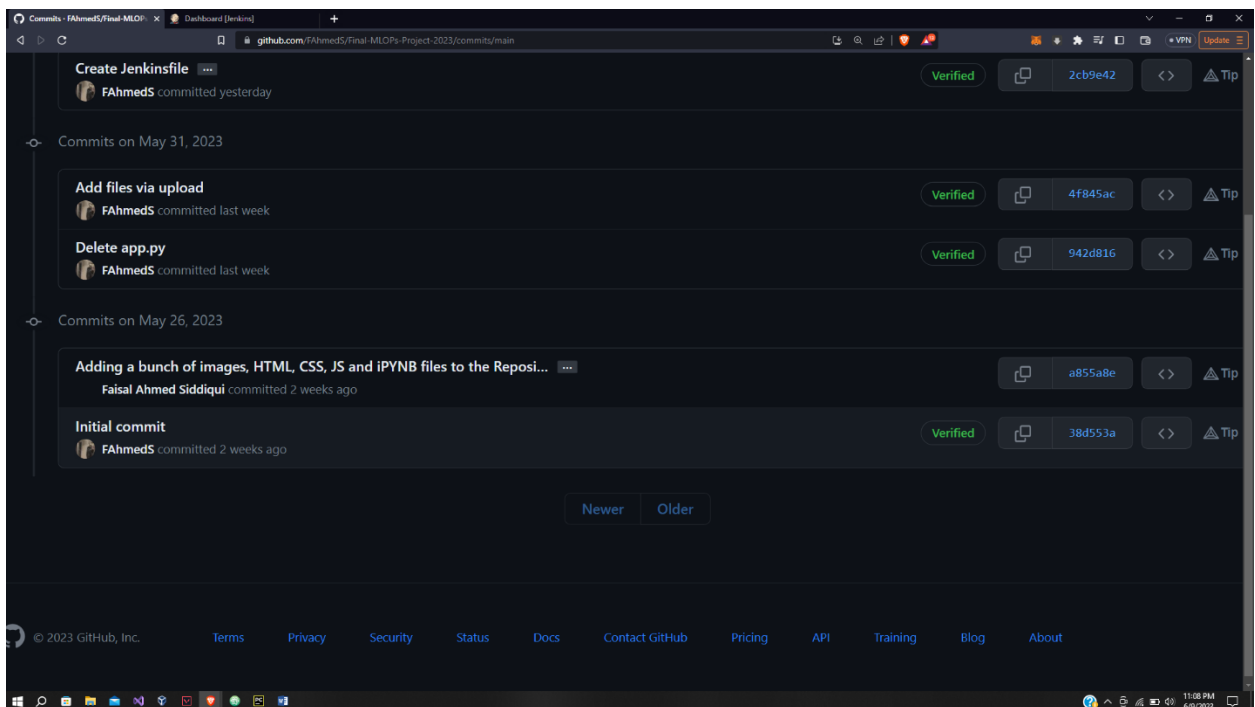 Commits · FAhmedS/Final-MLOPs- Dashboard [Jenkins]
github.com/FAhmedS/Final-MLOPs-Project-2023/commits/main VPN Update
Create Jenkinsfile ... Verified 2cb9e42 Tip
FAhmedS committed yesterday
Commits on May 31, 2023
Add files via upload Verified 4f845ac Tip
FAhmedS committed last week
Delete app.py Verified 942d816 Tip
FAhmedS committed last week
Commits on May 26, 2023
Adding a bunch of images, HTML, CSS, JS and iPYNB files to the Reposi... ... a855a8e Tip
Faisal Ahmed Siddiqui committed 2 weeks ago
Initial commit Verified 38d553a Tip
FAhmedS committed 2 weeks ago
Newer Older
© 2023 GitHub, Inc. Terms Privacy Security Status Docs Contact GitHub Pricing API Training Blog About
11:08 PM
6/9/2023